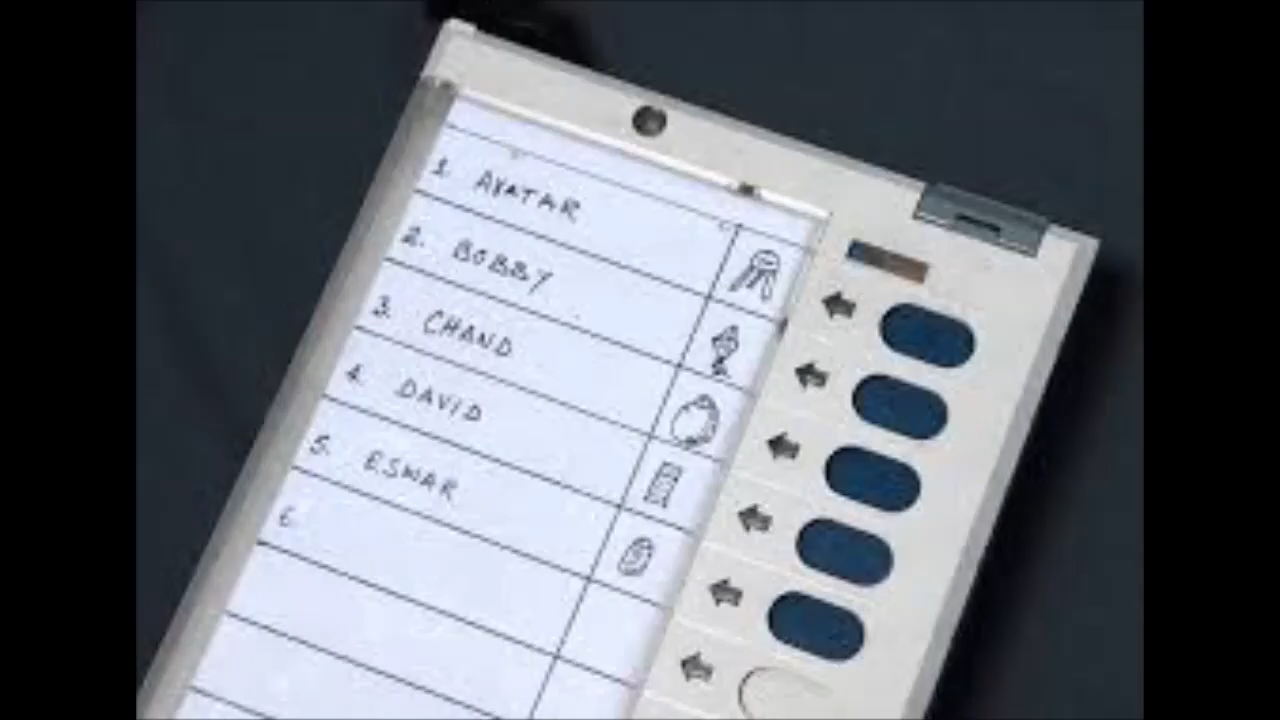 1. AVATAR
2. BOBBY
3. CHAND
4. DAVID
5. ESWAR
6.